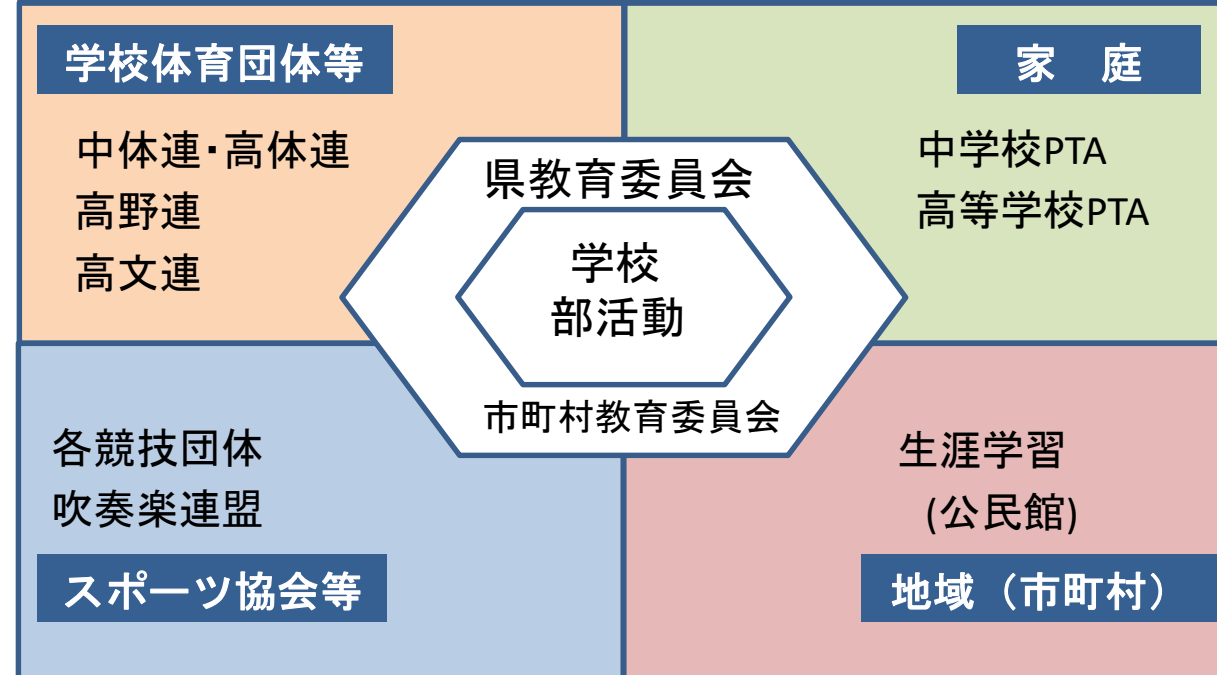 学校体育団体等
中体連・高体連
高野連
高文連
家　庭
中学校PTA
高等学校PTA
県教育委員会
学校
部活動
市町村教育委員会
各競技団体
吹奏楽連盟
スポーツ協会等
生涯学習
(公民館)
地域（市町村）